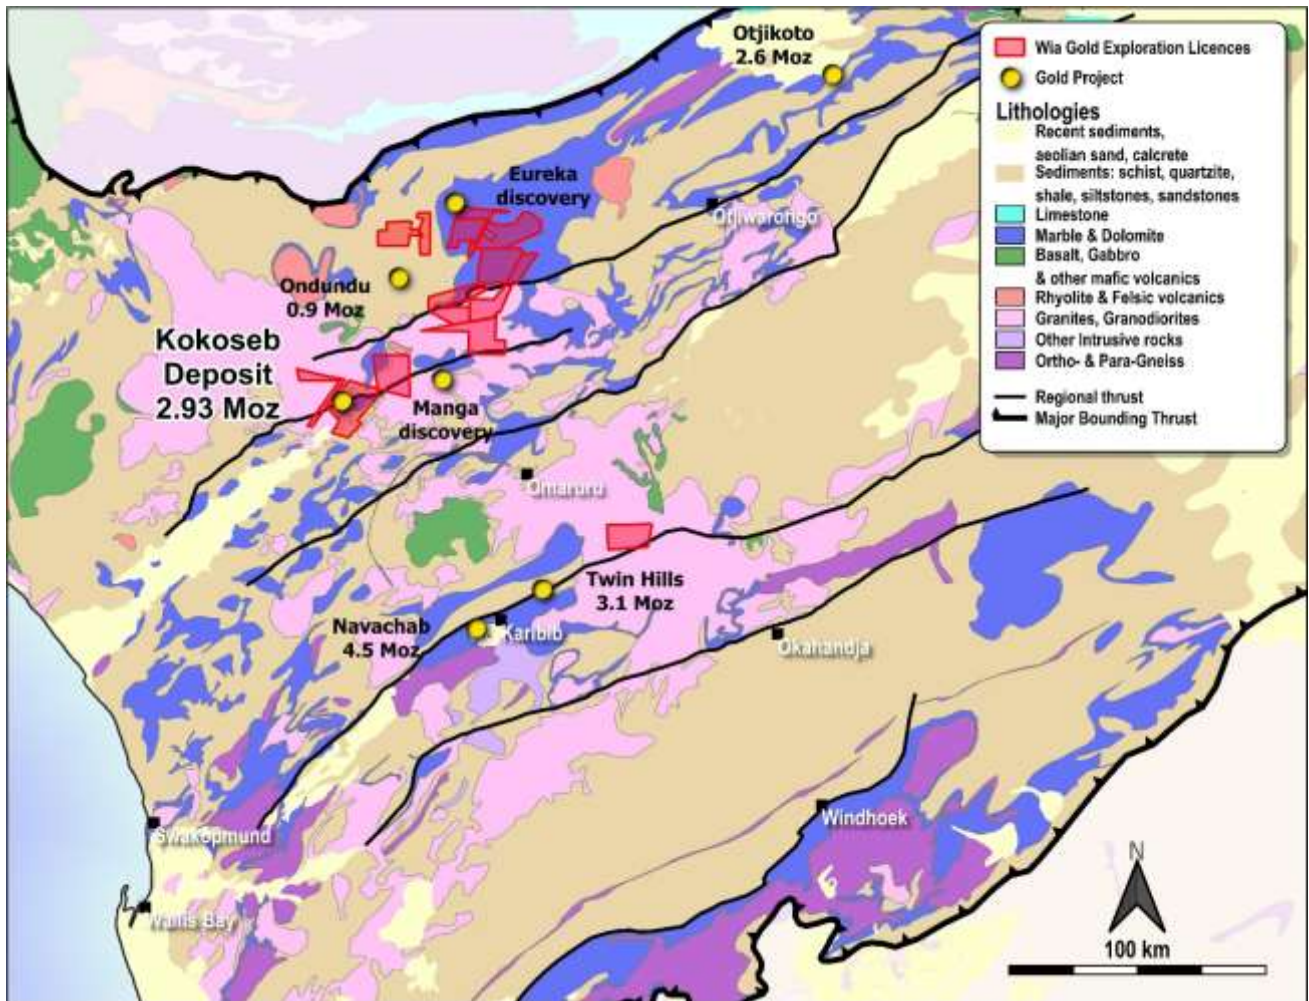 Otjikoto
2.6 Moz
Eureka
discovery
Otjiwarongo
Ondundu
0.9 Moz
Kokoseb
Deposit
2.93 Moz
Manga
discovery
Omaruru
Twin Hills
3.1 Moz
Navachab
4.5 Moz
Karibib
Okahandja
Windhoek
Swakopmund
Walfis Bay
Wia Gold Exploration Licences
Gold Project
Lithologies
Recent sediments,
aeolian sand, calcrete
Sediments: schist, quartzite,
shale, siltstones, sandstones
Limestone
Marble & Dolomite
Basalt, Gabbro
& other mafic volcanics
Rhyolite & Felsic volcanics
Granites, Granodiorites
Other Intrusive rocks
Ortho- & Para-Gneiss
Regional thrust
Major Bounding Thrust
N
100 km